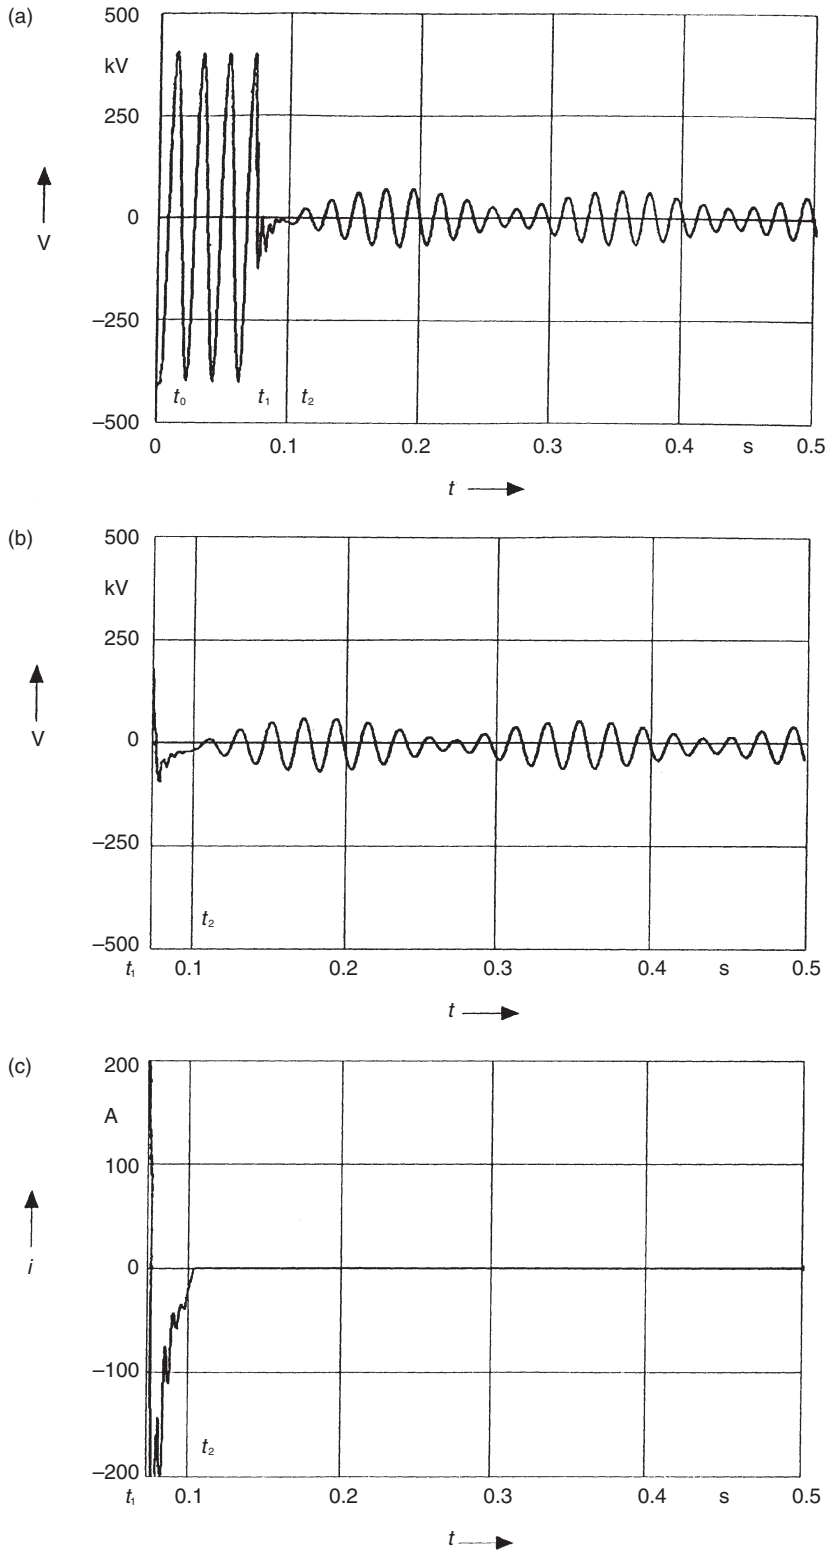 (a)
500
kV
250
V
0
–250
t₀ t₁ t₂
–500
0 0.1 0.2 0.3 0.4 s 0.5
t
(b)
500
kV
250
V
0
–250
t₂
–500
t₁ 0.1 0.2 0.3 0.4 s 0.5
t
(c)
200
A
100
i
0
–100
t₂
–200
t₁ 0.1 0.2 0.3 0.4 s 0.5
t